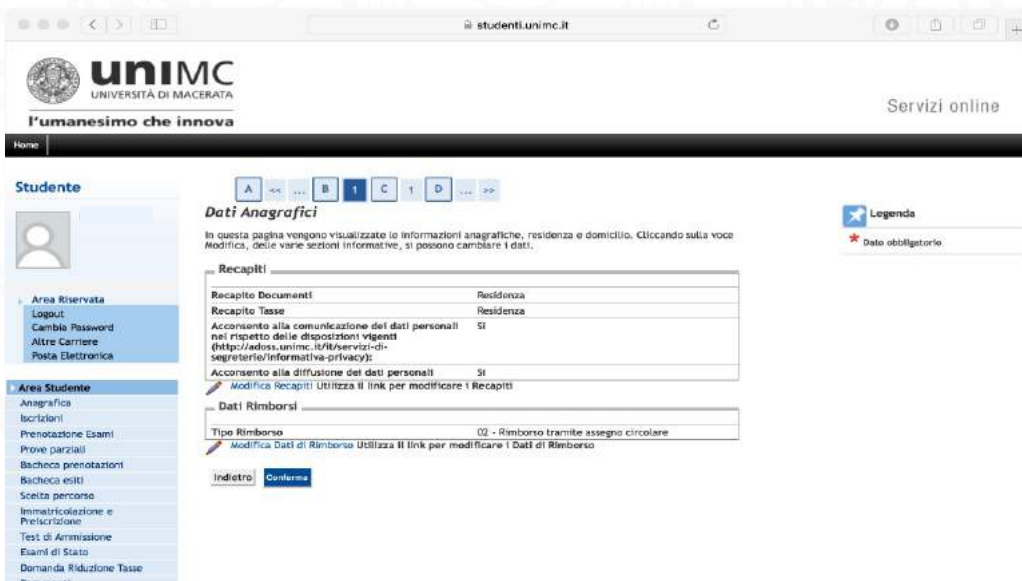 studenti.unimc.it
unIMC
UNIVERSITÀ DI MACERATA
l'umanesimo che innova
Servizi online
Home
Studente
A << ... B 1 C 1 D ... >>
Dati Anagrafici
In questa pagina vengono visualizzate le informazioni anagrafiche, residenza e domicilio. Cliccando sulla voce
Modifica, delle varie sezioni informative, si possono cambiare i dati.
Legenda
* Dato obbligatorio
Recapiti
Recapito Documenti Residenza
Recapito Tasse Residenza
Acconsento alla comunicazione dei dati personali SI
nel rispetto delle disposizioni vigenti
(http://adoss.unimc.it/it/servizi-di-
segreterie/informativa-privacy):
Acconsento alla diffusione dei dati personali SI
Modifica Recapiti Utilizza il link per modificare i Recapiti
Dati Rimborsi
Tipo Rimborso 02 - Rimborso tramite assegno circolare
Modifica Dati di Rimborso Utilizza il link per modificare i Dati di Rimborso
Indietro Conferma
Area Riservata
Logout
Cambia Password
Altre Carriere
Posta Elettronica
Area Studente
Anagrafica
Iscrizioni
Prenotazione Esami
Prove parziali
Bacheca prenotazioni
Bacheca esiti
Scelta percorso
Immatricolazione e
Preiscrizione
Test di Ammissione
Esami di Stato
Domanda Riduzione Tasse